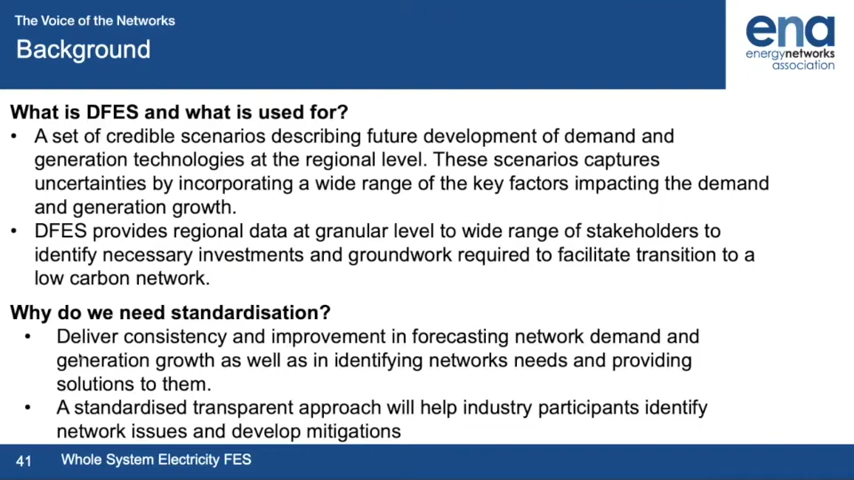 The Voice of the Networks
Background
ena
energynetworks
association
What is DFES and what is used for?
• A set of credible scenarios describing future development of demand and
generation technologies at the regional level. These scenarios captures
uncertainties by incorporating a wide range of the key factors impacting the demand
and generation growth.
• DFES provides regional data at granular level to wide range of stakeholders to
identify necessary investments and groundwork required to facilitate transition to a
low carbon network.
Why do we need standardisation?
• Deliver consistency and improvement in forecasting network demand and
generation growth as well as in identifying networks needs and providing
solutions to them.
• A standardised transparent approach will help industry participants identify
network issues and develop mitigations
41 Whole System Electricity FES